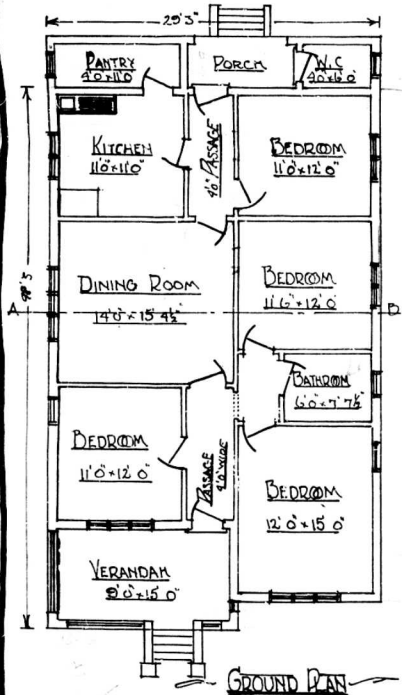 29'3"
PANTRY
4'0"x11'0"
PORCH
W.C
4'0"x6'0"
KITCHEN
11'0"x11'0"
4'0" PASSAGE
BEDROOM
11'0"x12'0"
DINING ROOM
14'0"x15'4½"
BEDROOM
11'6"x12'0
A
B
BATHROOM
6'0"x7'7½
BEDROOM
11'0"x12'0"
PASSAGE
4'0" WIDE
BEDROOM
12'0"x15'0"
VERANDAH
15'0"
GROUND PLAN